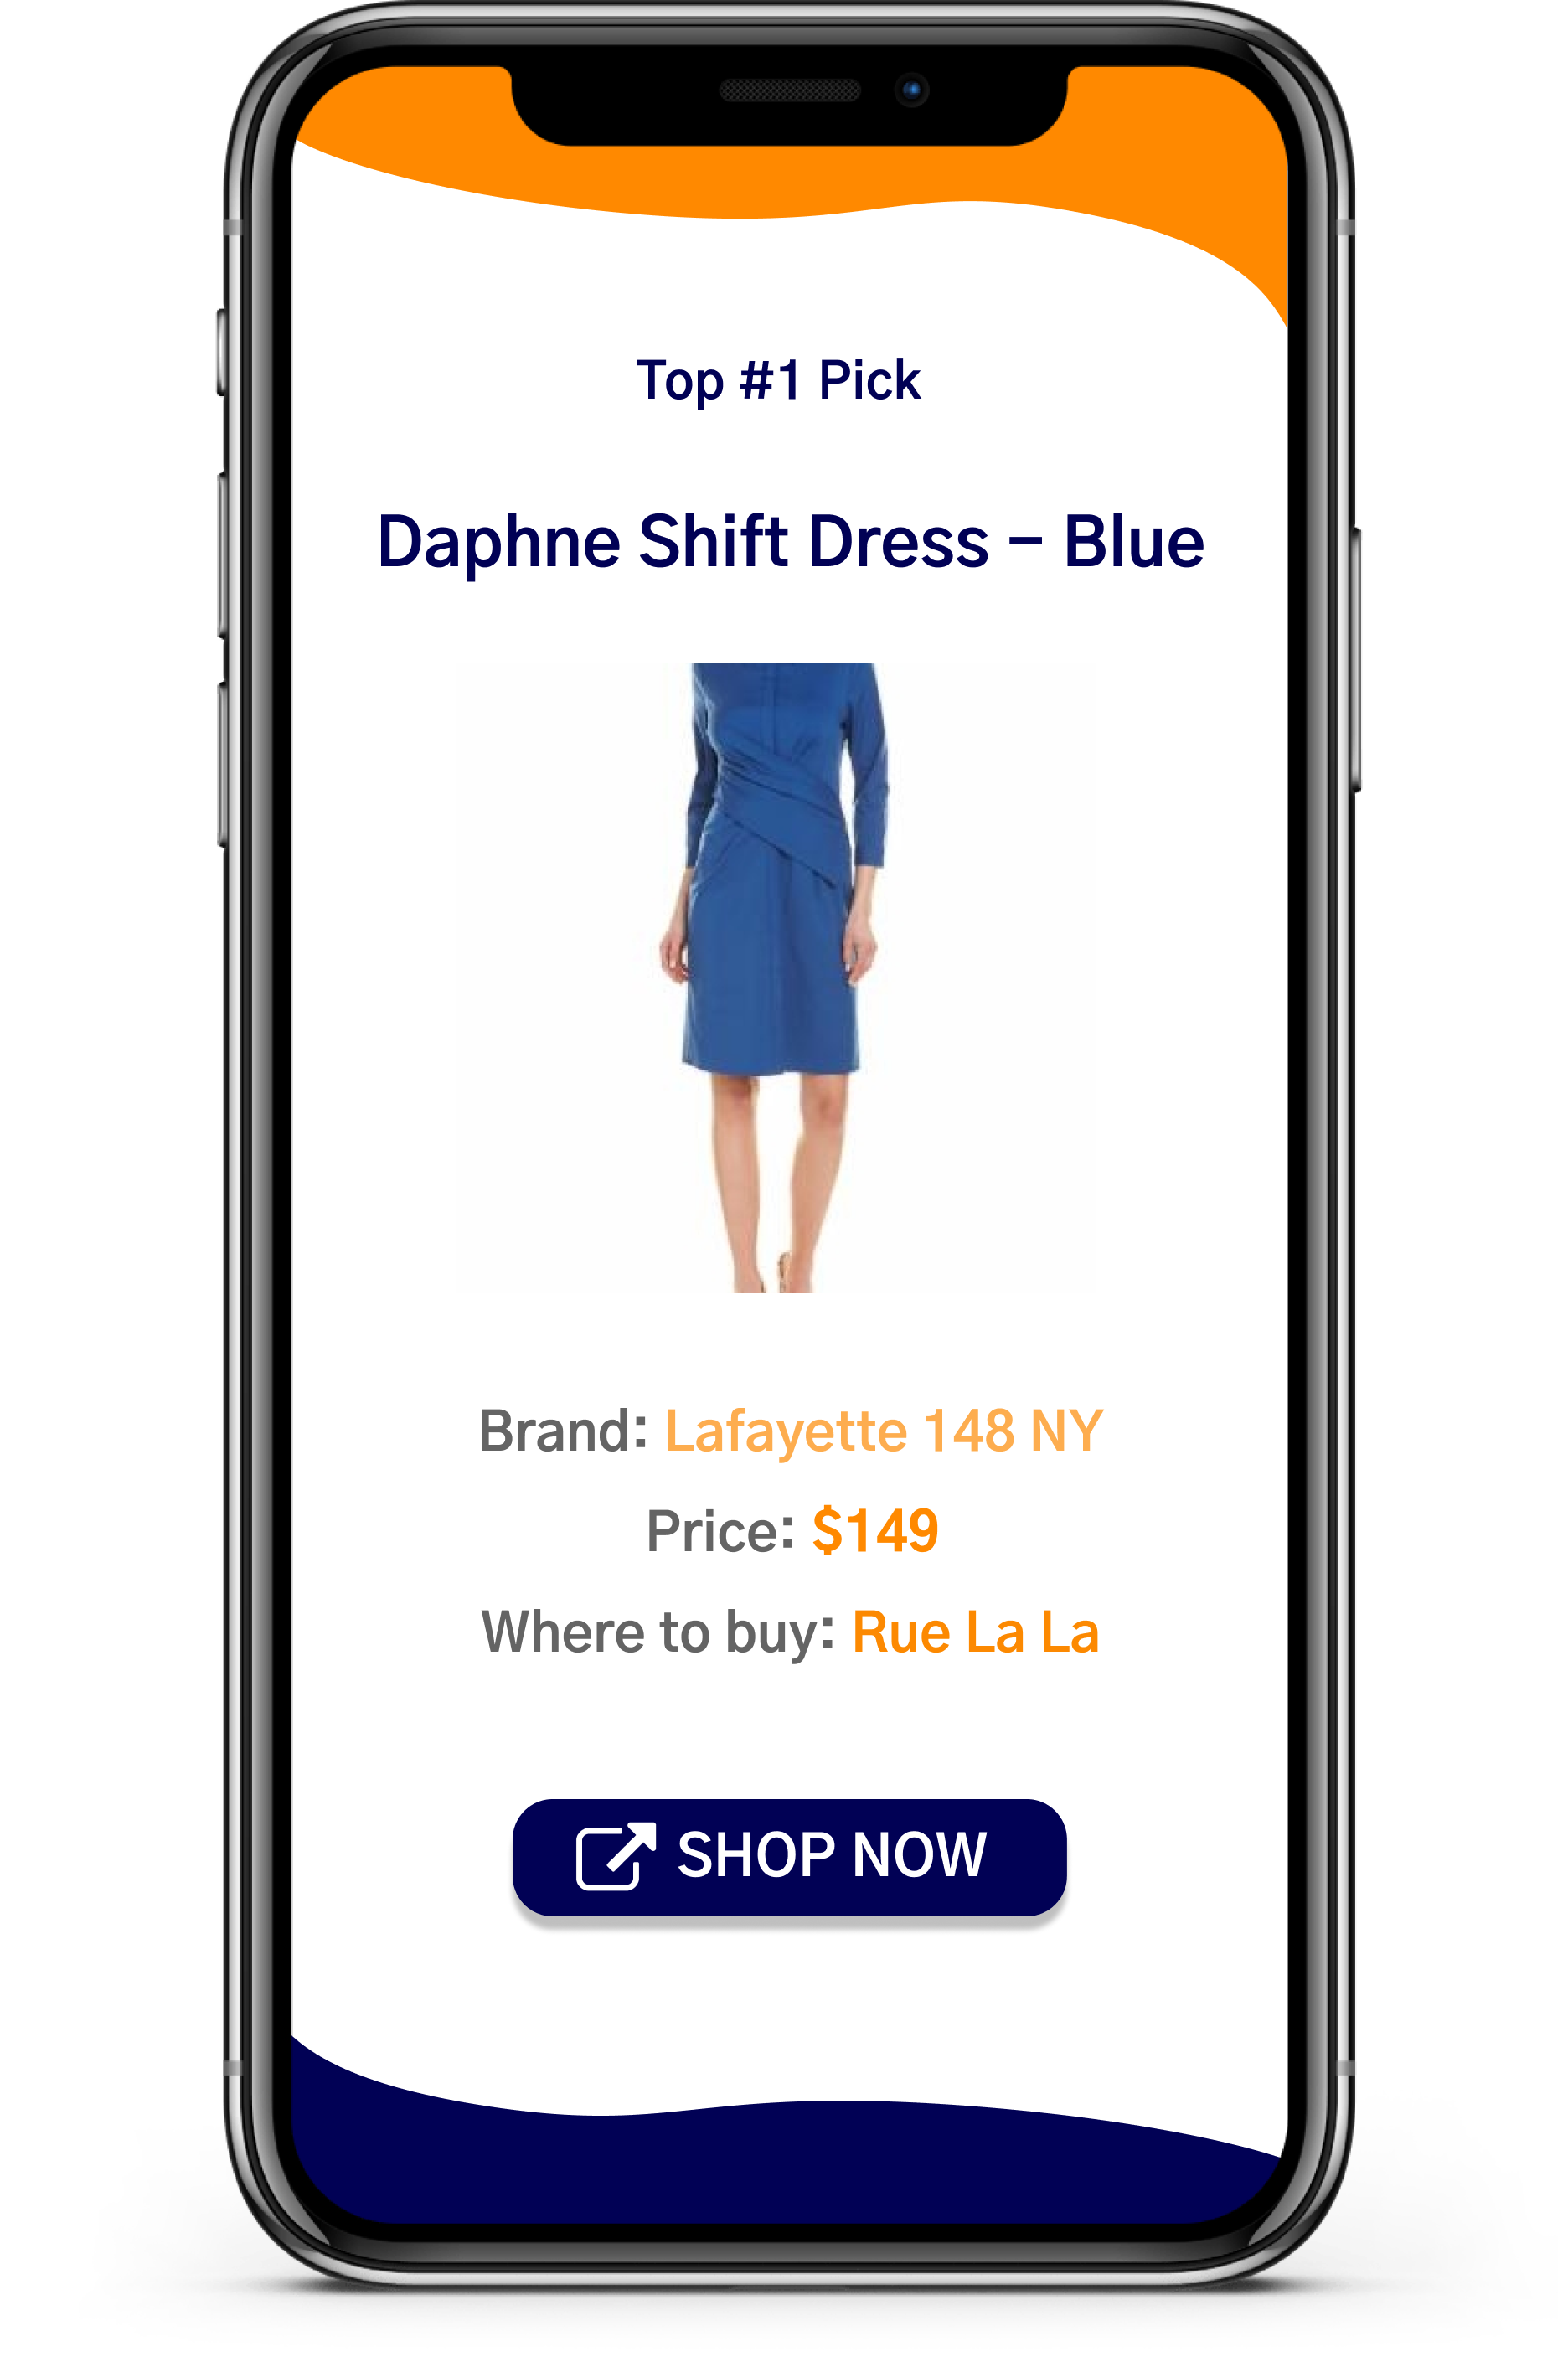 Top #1 Pick
Daphne Shift Dress - Blue
Brand: Lafayette 148 NY
Price: $149
Where to buy: Rue La La
SHOP NOW